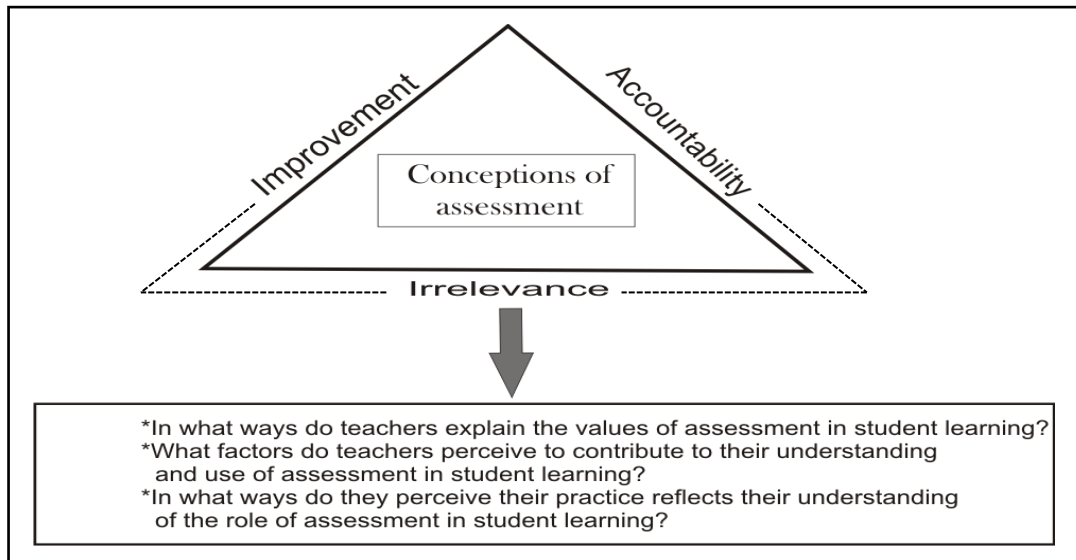 Improvement
Accountability
Conceptions of
assessment
Irrelevance
*In what ways do teachers explain the values of assessment in student learning?
*What factors do teachers perceive to contribute to their understanding
and use of assessment in student learning?
*In what ways do they perceive their practice reflects their understanding
of the role of assessment in student learning?